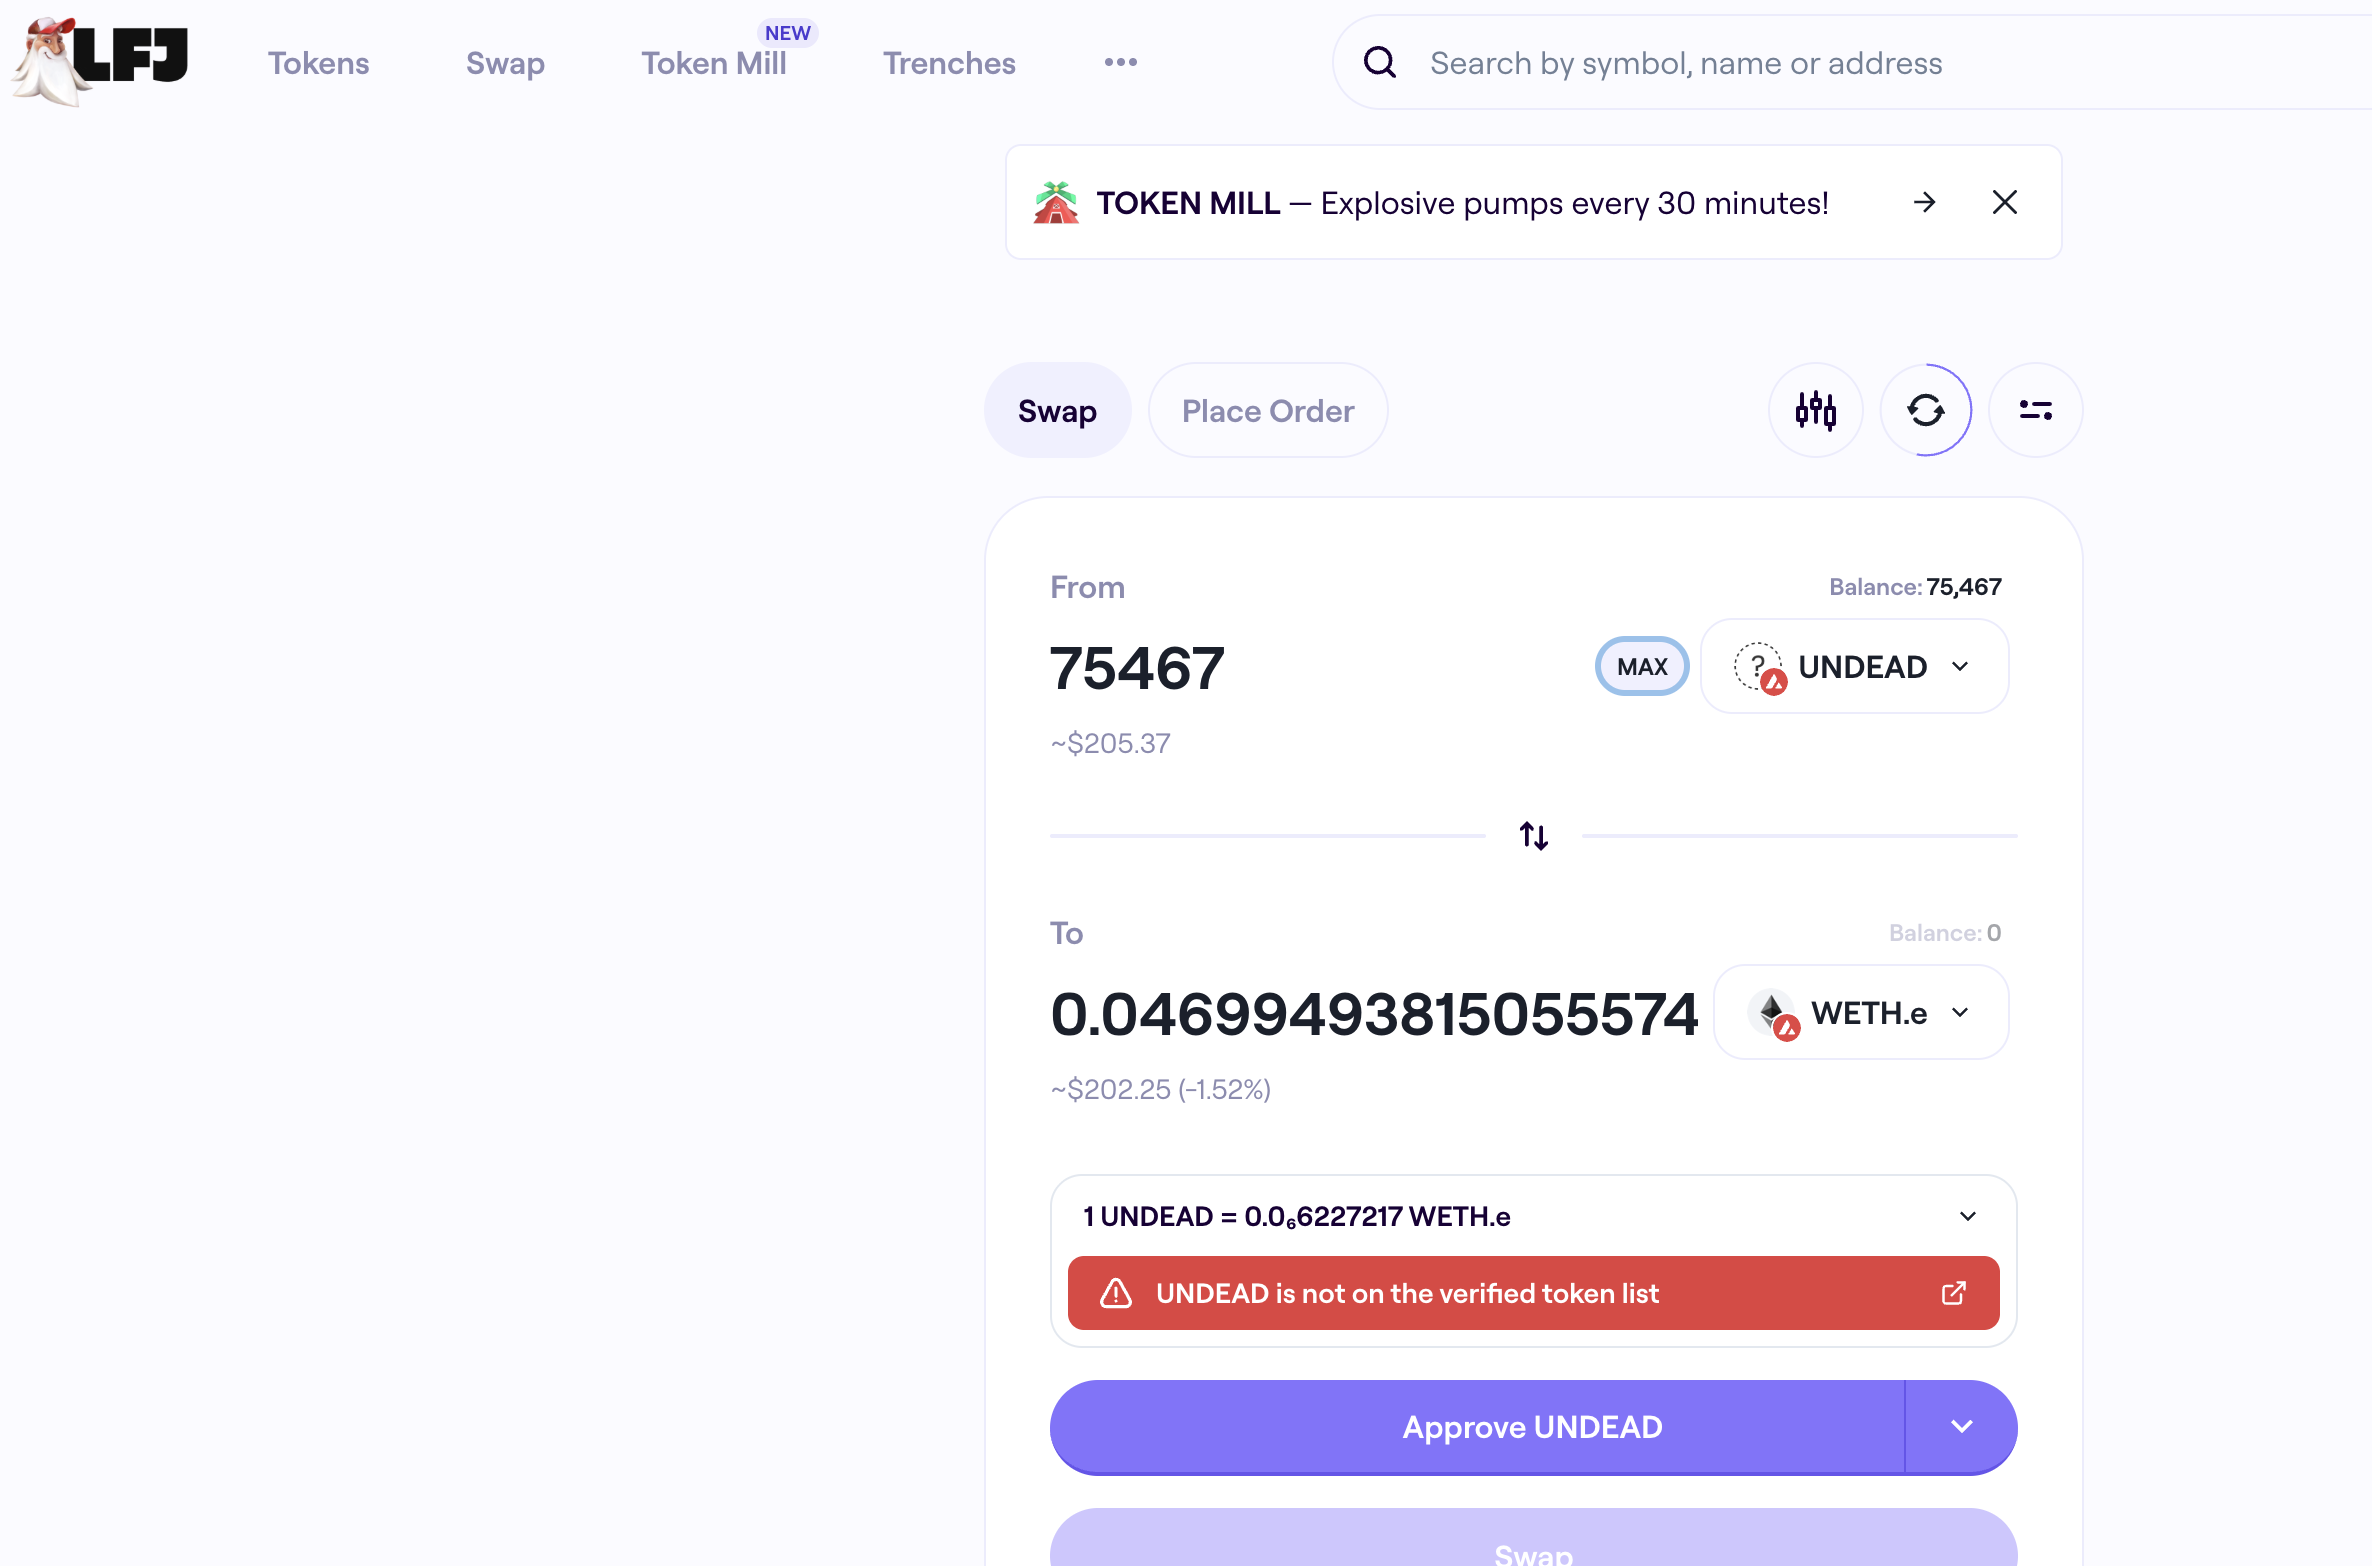 LFJ
Tokens
Swap
Token Mill
NEW
Trenches
Search by symbol, name or address
TOKEN MILL — Explosive pumps every 30 minutes!
Swap
Place Order
From
Balance: 75,467
75467
MAX
?
UNDEAD
~$205.37
To
Balance: 0
0.04699493815055574
WETH.e
~$202.25 (-1.52%)
1 UNDEAD = 0.0₆6227217 WETH.e
UNDEAD is not on the verified token list
Approve UNDEAD
Swap